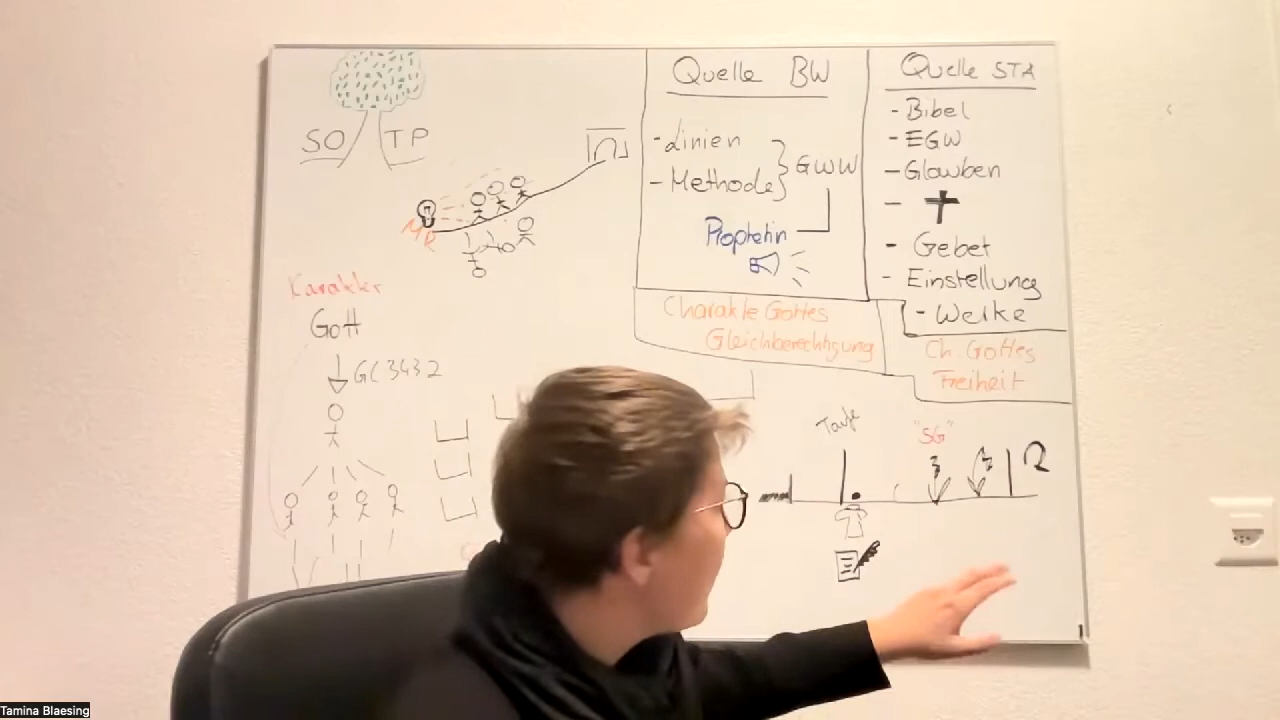 SO TP
MR
Karakter
Gott
GC 343 2
Quelle BW
- Linien
- Methode
GWW
Prophetin
Charakte Gottes
Gleichberechtigung
Quelle STA
- Bibel
- EGW
- Glauben
- Gebet
- Einstellung
- Werke
Ch. Gottes
Freiheit
Taufe
"SG"
Tamina Blaesing